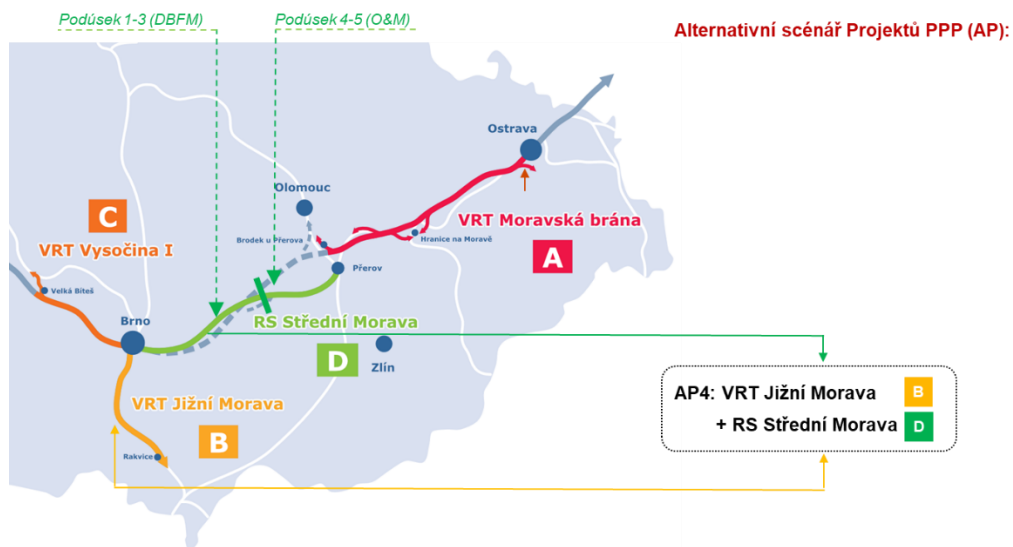 Podúsek 1-3 (DBFM)
Podúsek 4-5 (O&M)
Alternativní scénář Projektů PPP (AP):
Ostrava
Olomouc
C
VRT Vysočina I
VRT Moravská brána
Brodek u Přerova
Hranice na Moravě
A
Přerov
Velká Bíteš
Brno
RS Střední Morava
D
Zlín
VRT Jižní Morava
B
Rakvice
AP4: VRT Jižní Morava B
+ RS Střední Morava D